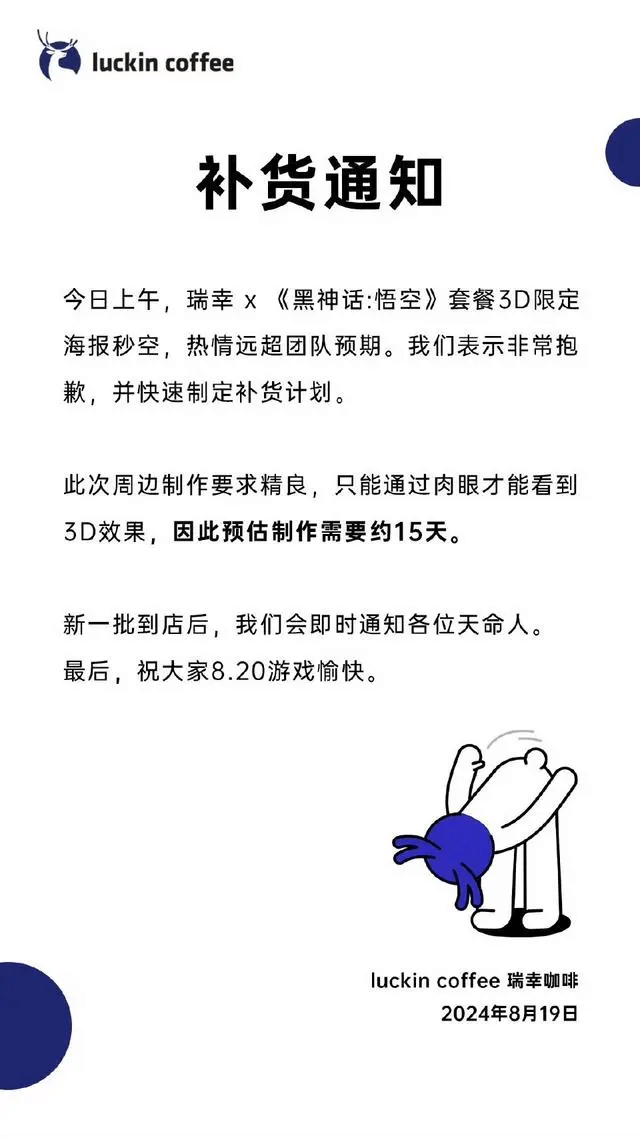 luckin coffee
补货通知
今日上午，瑞幸 x 《黑神话:悟空》套餐3D限定
海报秒空，热情远超团队预期。我们表示非常抱
歉，并快速制定补货计划。
此次周边制作要求精良，只能通过肉眼才能看到
3D效果，因此预估制作需要约15天。
新一批到店后，我们会即时通知各位天命人。
最后，祝大家8.20游戏愉快。
luckin coffee 瑞幸咖啡
2024年8月19日